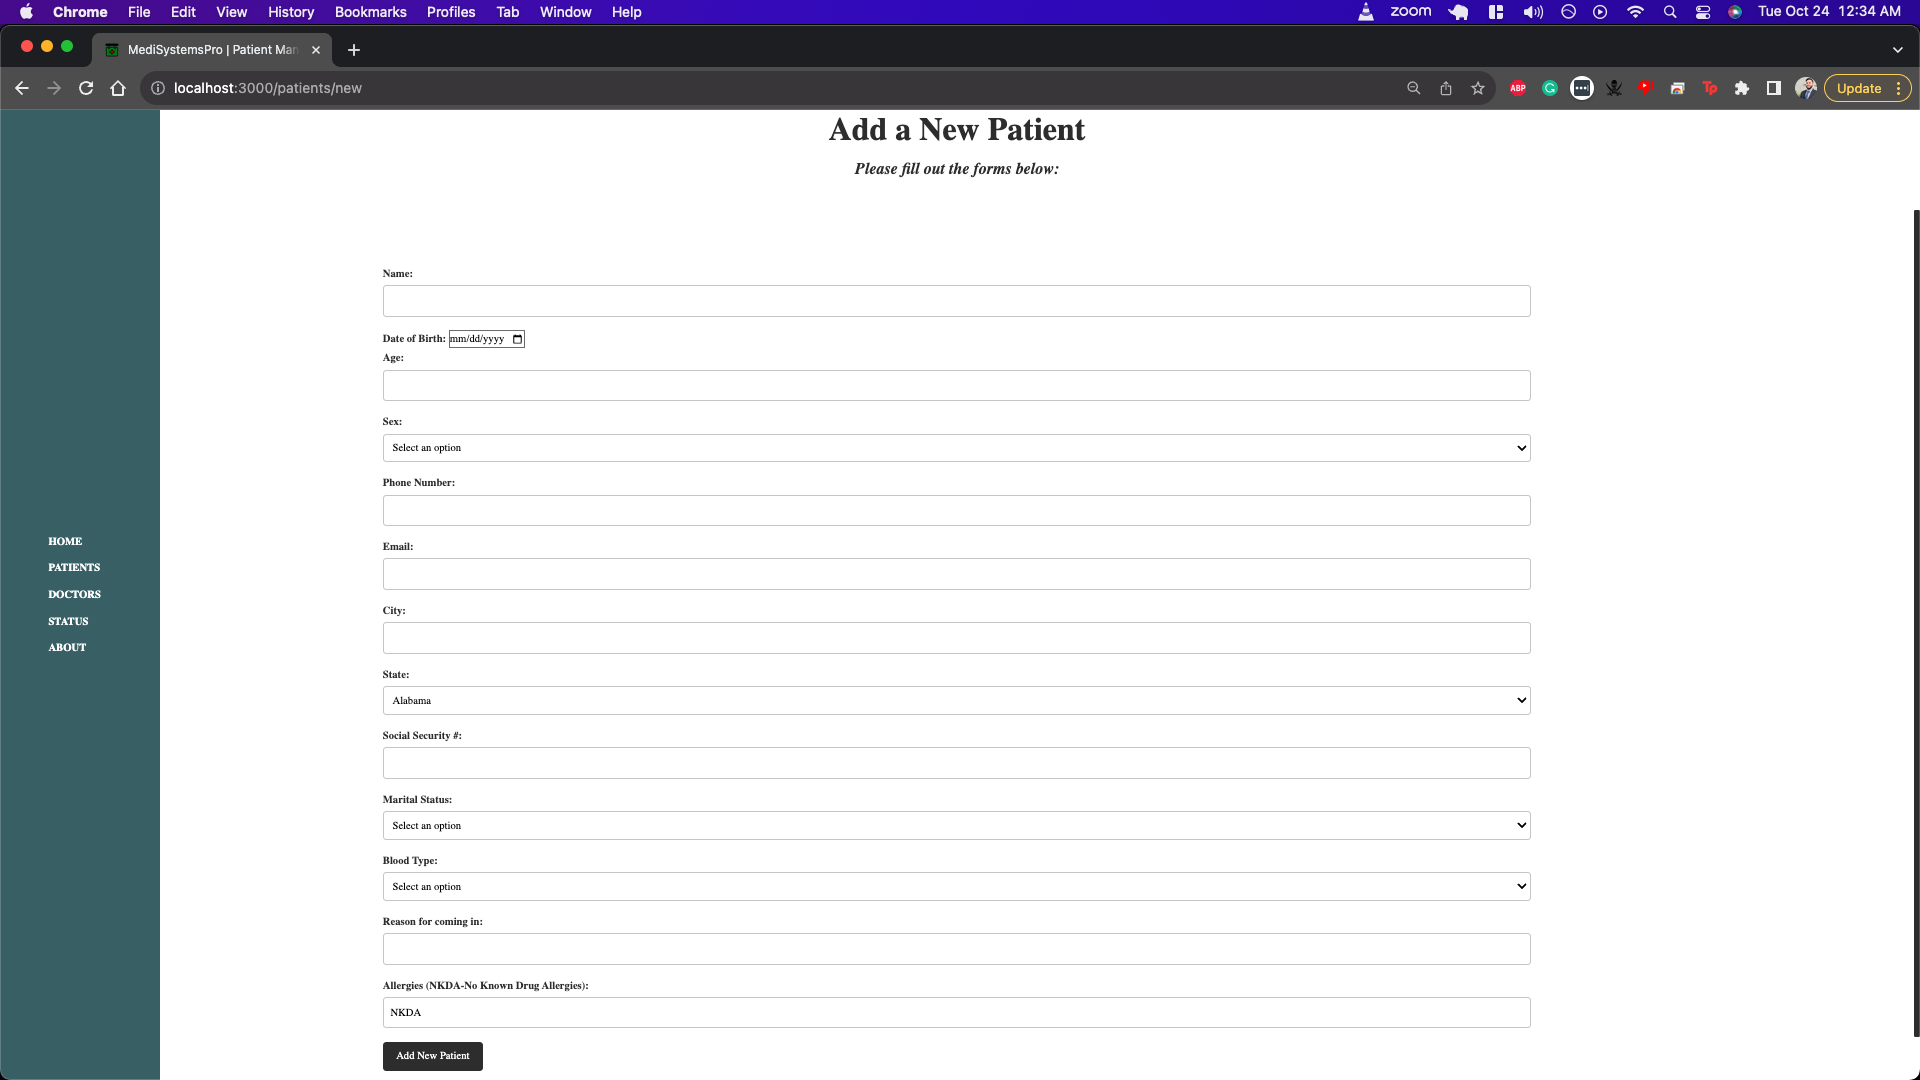 Chrome File Edit View History Bookmarks Profiles Tab Window Help zoom Tue Oct 24 12:34 AM
MediSystemsPro | Patient Man
localhost:3000/patients/new ABP Tp Update
Add a New Patient
Please fill out the forms below:
Name:
Date of Birth: mm/dd/yyyy
Age:
Sex:
Select an option
Phone Number:
Email:
City:
State:
Alabama
Social Security #:
Marital Status:
Select an option
Blood Type:
Select an option
Reason for coming in:
Allergies (NKDA-No Known Drug Allergies):
NKDA
Add New Patient
HOME
PATIENTS
DOCTORS
STATUS
ABOUT